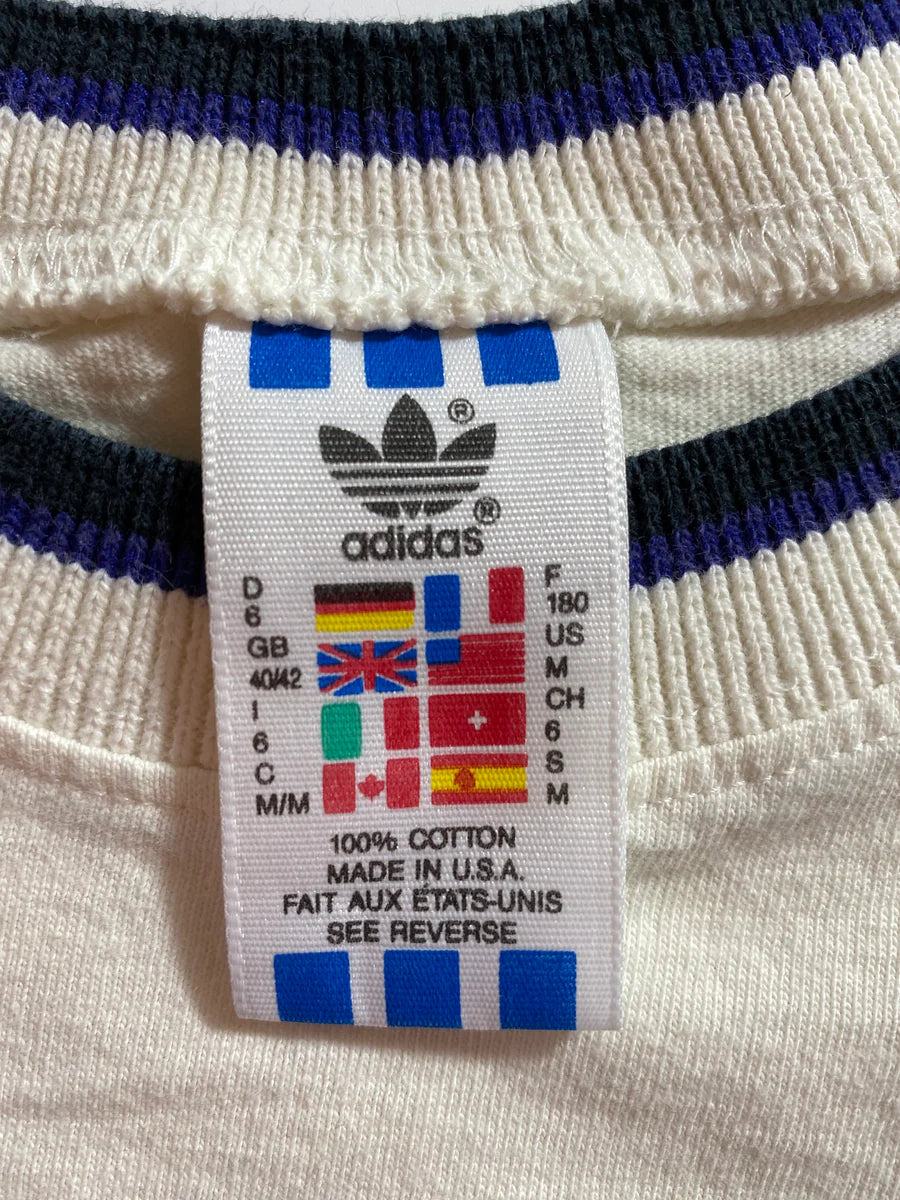 ®
adidas®
D
6
GB
40/42
I
6
C
M/M
F
180
US
M
CH
6
S
M
100% COTTON
MADE IN U.S.A.
FAIT AUX ÉTATS-UNIS
SEE REVERSE